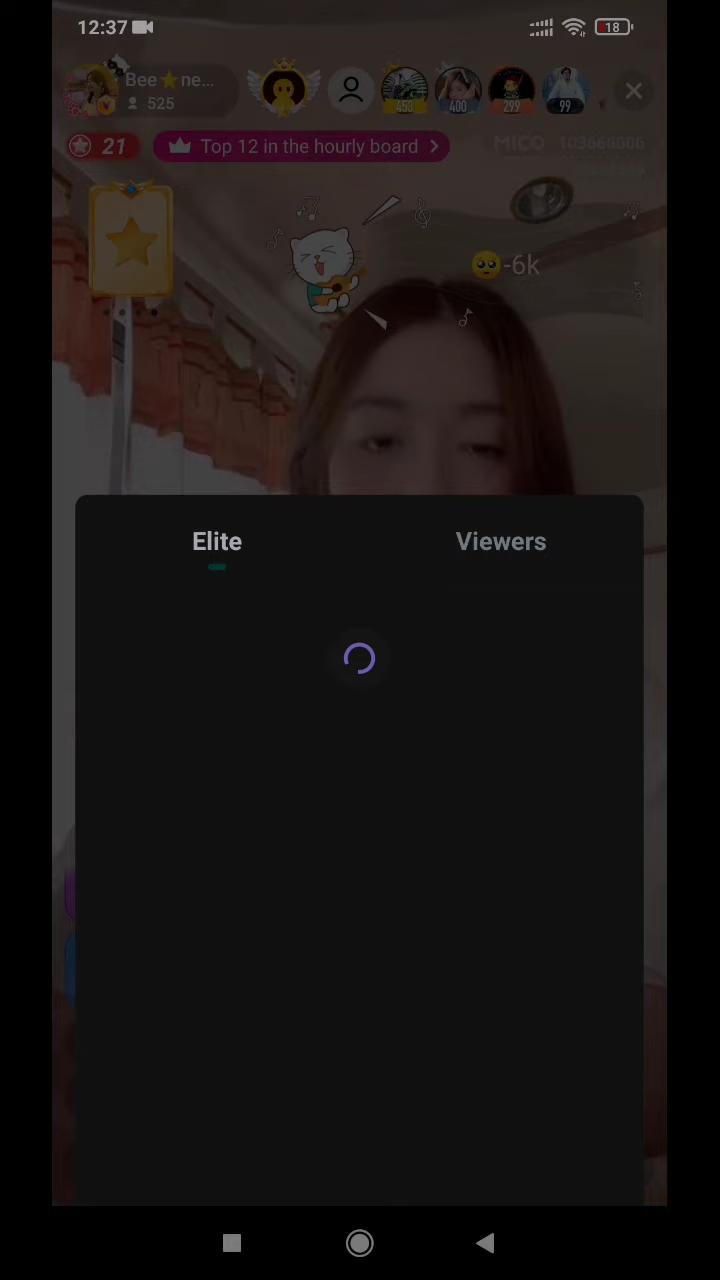 12:37
18
Bee⭐ne...
525
453
400
299
99
21
Top 12 in the hourly board
MICO 103668006
🥺-6k
Elite
Viewers